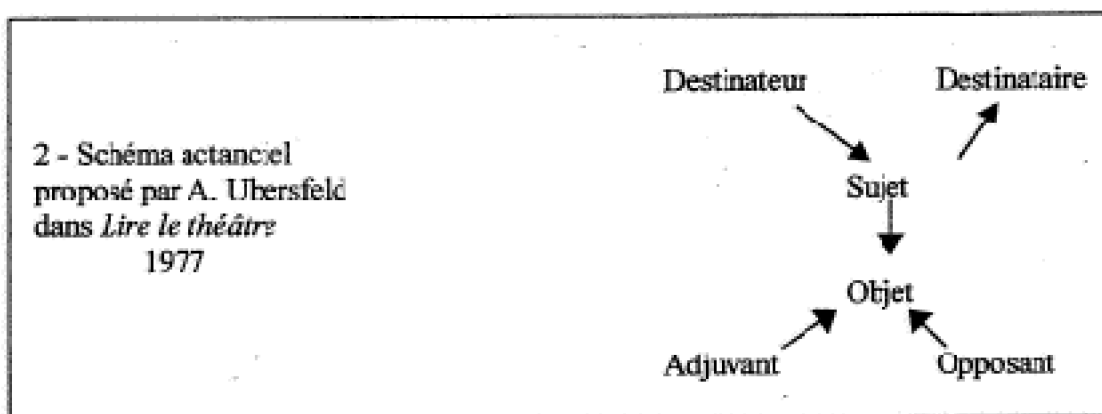 2 - Schéma actanciel
proposé par A. Ubersfeld
dans Lire le théâtre
1977
Destinateur Destinataire
Sujet
Objet
Adjuvant Opposant